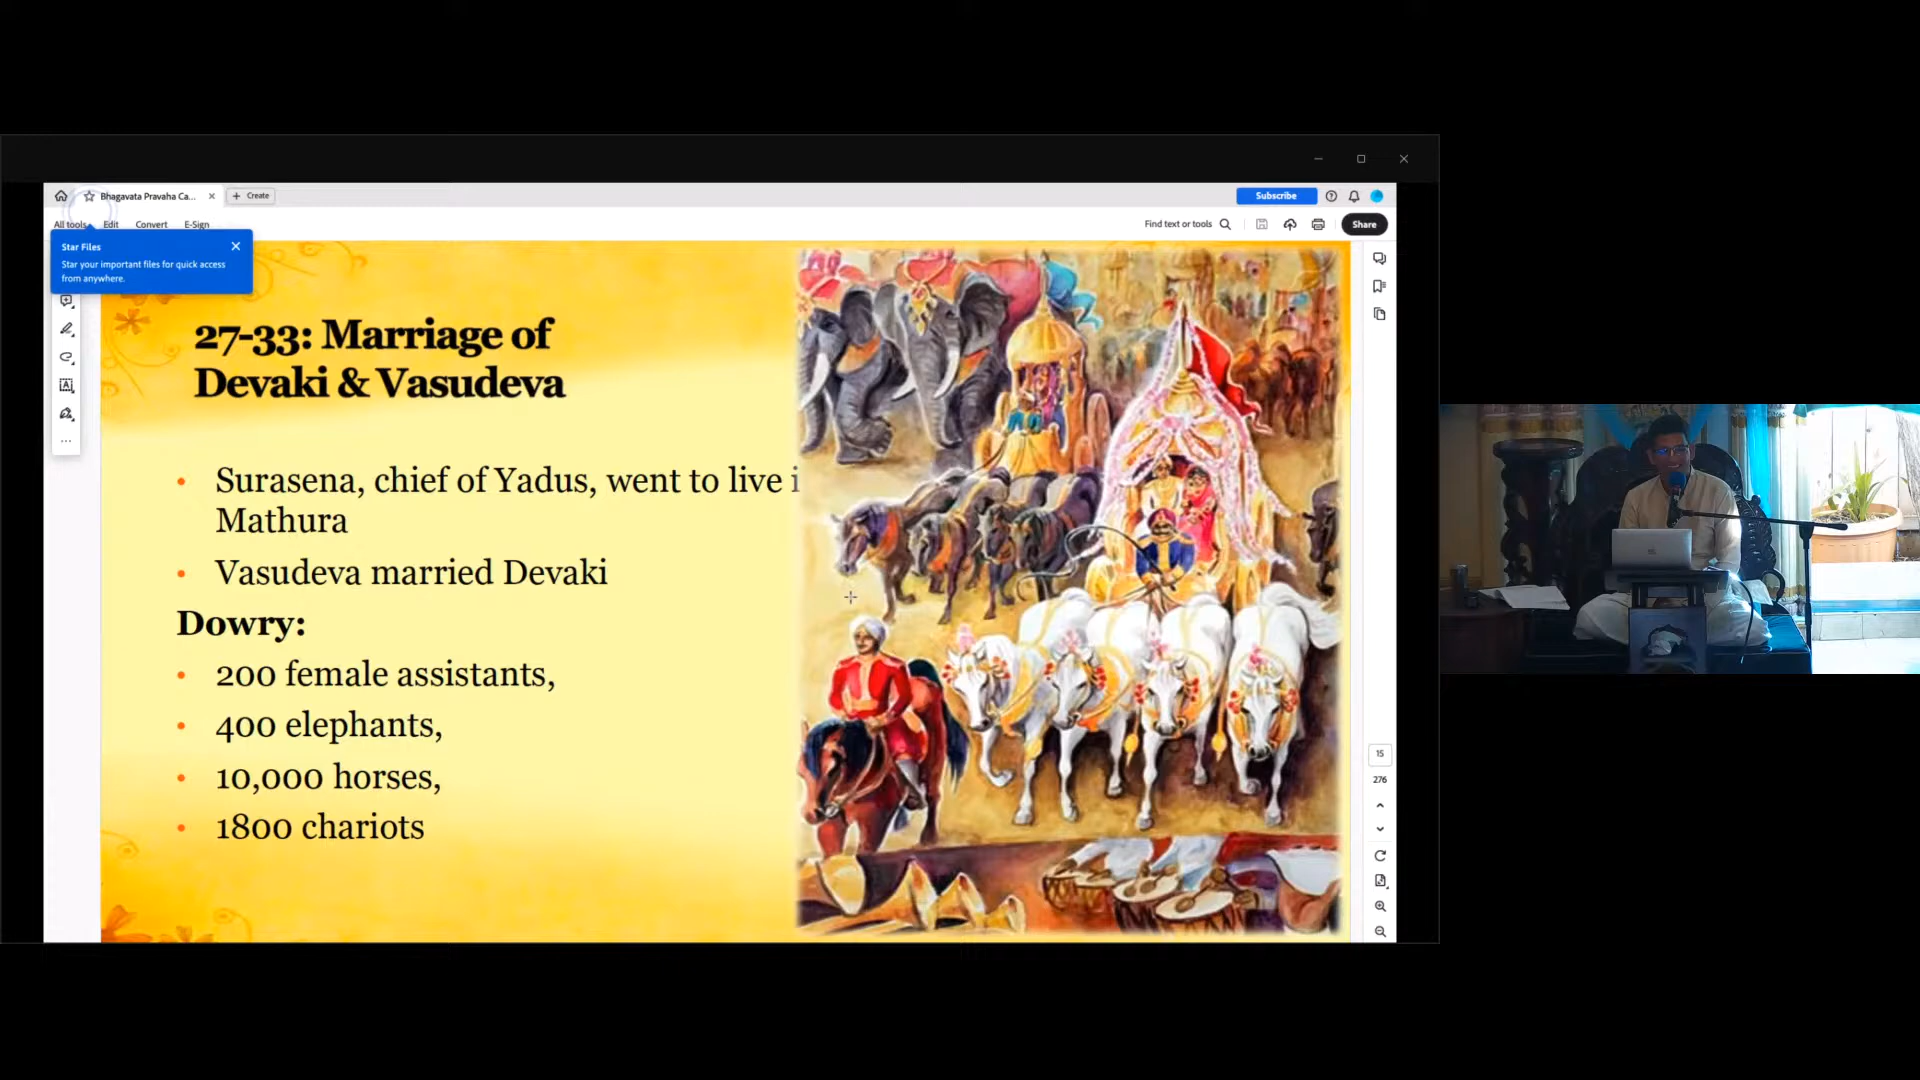 Bhagavata Pravaha Ca...
Create
Subscribe
All tools Edit Convert E-Sign
Find text or tools
Share
Star Files
Star your important files for quick access
from anywhere.
27-33: Marriage of
Devaki & Vasudeva
• Surasena, chief of Yadus, went to live i
Mathura
• Vasudeva married Devaki
Dowry:
• 200 female assistants,
• 400 elephants,
• 10,000 horses,
• 1800 chariots
15
276